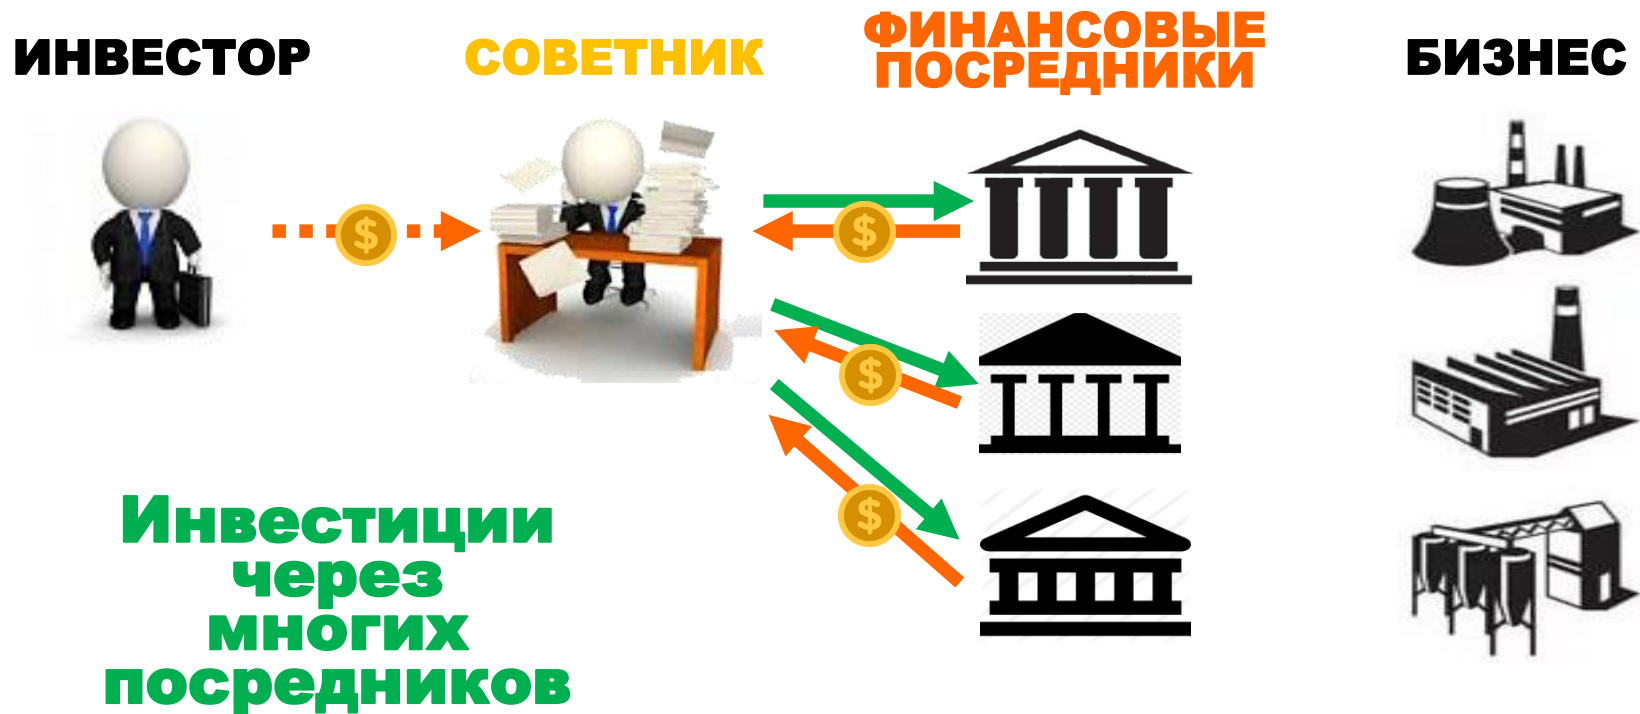 ИНВЕСТОР
СОВЕТНИК
ФИНАНСОВЫЕ
ПОСРЕДНИКИ
БИЗНЕС
$
$
$
$
Инвестиции
через
многих
посредников